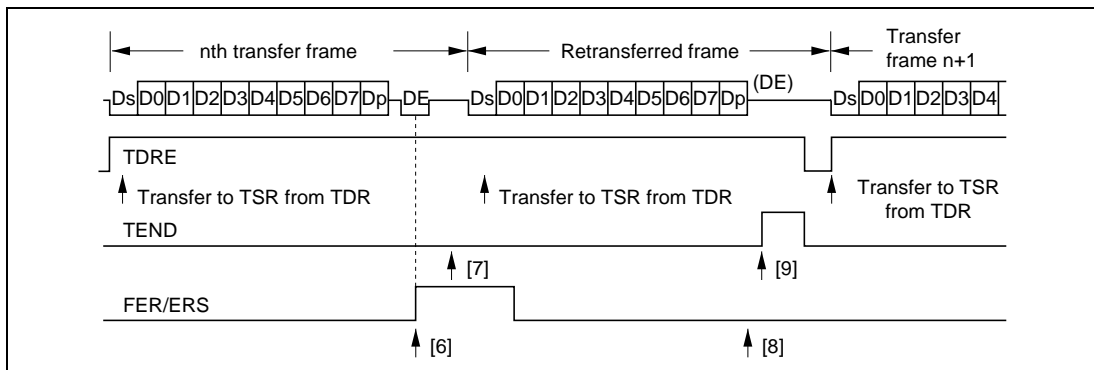 nth transfer frame Retransferred frame Transfer
frame n+1
(DE)
Ds D0 D1 D2 D3 D4 D5 D6 D7 Dp DE Ds D0 D1 D2 D3 D4 D5 D6 D7 Dp Ds D0 D1 D2 D3 D4
TDRE
Transfer to TSR from TDR Transfer to TSR from TDR Transfer to TSR
from TDR
TEND
[7] [9]
FER/ERS
[6] [8]